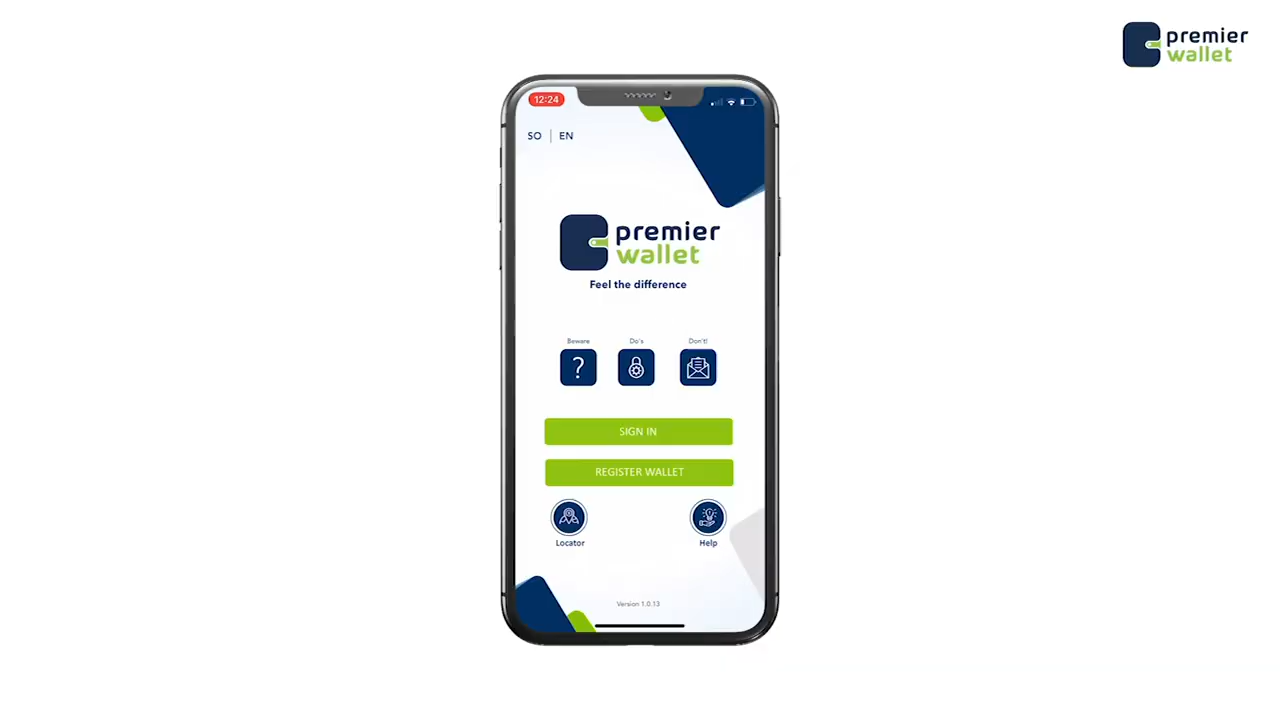 premier
wallet
12:24
SO | EN
premier
wallet
Feel the difference
Beware
Do's
Don't!
?
SIGN IN
REGISTER WALLET
Locator
Help
Version 1.0.13